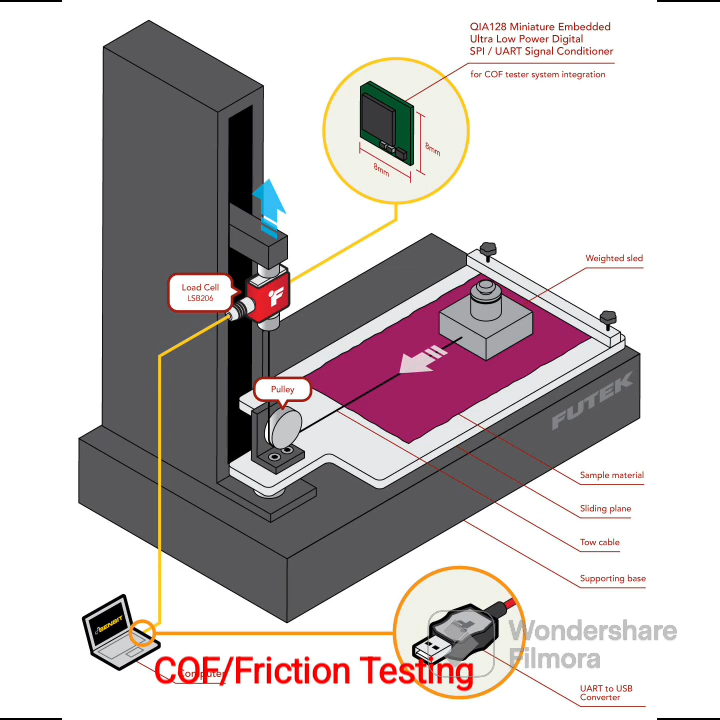 QIA128 Miniature Embedded
Ultra Low Power Digital
SPI / UART Signal Conditioner
for COF tester system integration
8mm
8mm
Weighted sled
Load Cell
LSB206
Pulley
FUTEK
Sample material
Sliding plane
Tow cable
Supporting base
SENSIT
Wondershare
Filmora
COF/Friction Testing
Computer
UART to USB
Converter